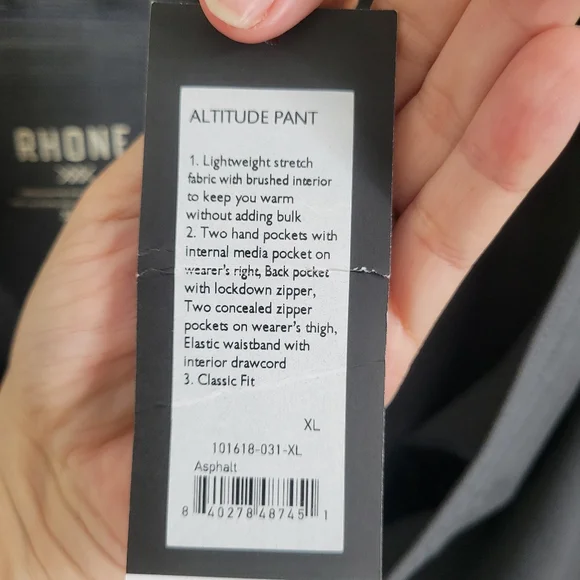 RHONE
ALTITUDE PANT
1. Lightweight stretch
fabric with brushed interior
to keep you warm
without adding bulk
2. Two hand pockets with
internal media pocket on
wearer's right, Back pocket
with lockdown zipper,
Two concealed zipper
pockets on wearer's thigh,
Elastic waistband with
interior drawcord
3. Classic Fit
XL
101618-031-XL
Asphalt
8 40278 48745 1